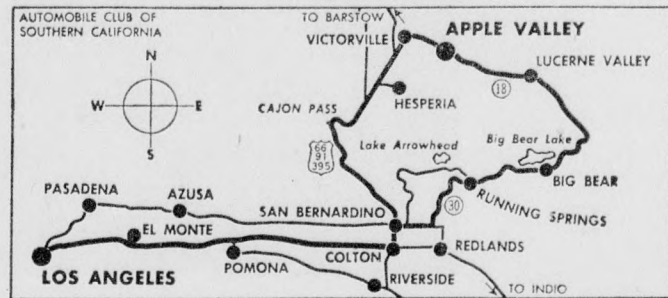 AUTOMOBILE CLUB OF
SOUTHERN CALIFORNIA
TO BARSTOW
VICTORVILLE
APPLE VALLEY
LUCERNE VALLEY
N
W
E
S
HESPERIA
18
CAJON PASS
66
91
395
Lake Arrowhead
Big Bear Lake
BIG BEAR
RUNNING SPRINGS
30
PASADENA
AZUSA
SAN BERNARDINO
EL MONTE
COLTON
REDLANDS
LOS ANGELES
POMONA
RIVERSIDE
TO INDIO